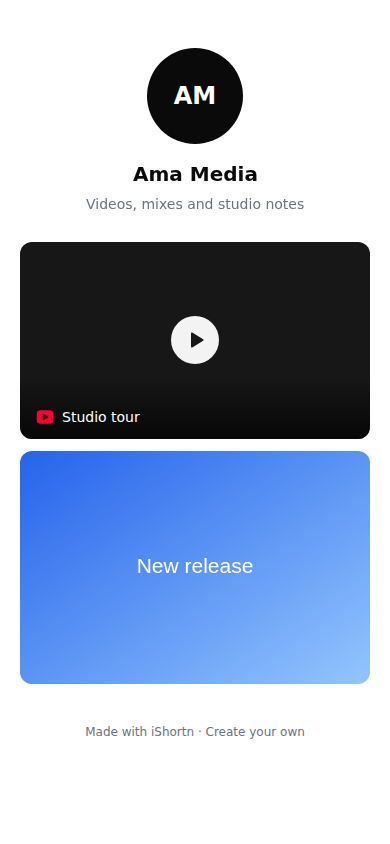 AM
Ama Media
Videos, mixes and studio notes
Studio tour
New release
Made with iShortn · Create your own